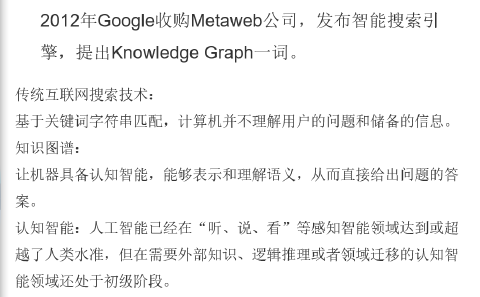 2012年Google收购Metaweb公司，发布智能搜索引
擎，提出Knowledge Graph一词。
传统互联网搜索技术：
基于关键词字符串匹配，计算机并不理解用户的问题和储备的信息。
知识图谱：
让机器具备认知智能，能够表示和理解语义，从而直接给出问题的答
案。
认知智能：人工智能已经在“听、说、看”等感知智能领域达到或超
越了人类水准，但在需要外部知识、逻辑推理或者领域迁移的认知智
能领域还处于初级阶段。